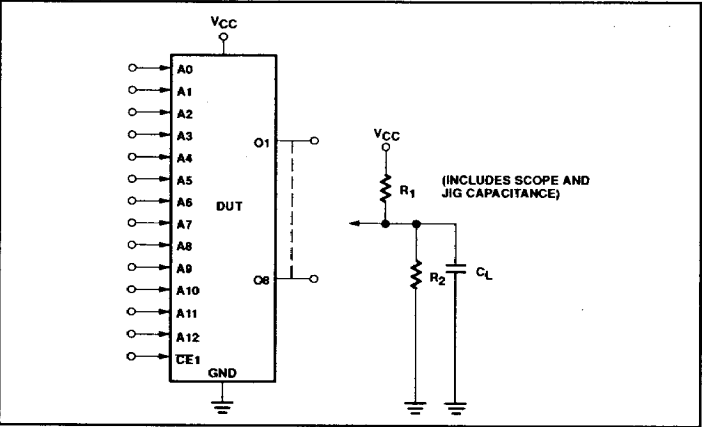 VCC
A0
A1
A2
A3
A4
A5
A6
A7
A8
A9
A10
A11
A12
CE1
DUT
O1
O8
GND
VCC
R1
(INCLUDES SCOPE AND
JIG CAPACITANCE)
R2
CL